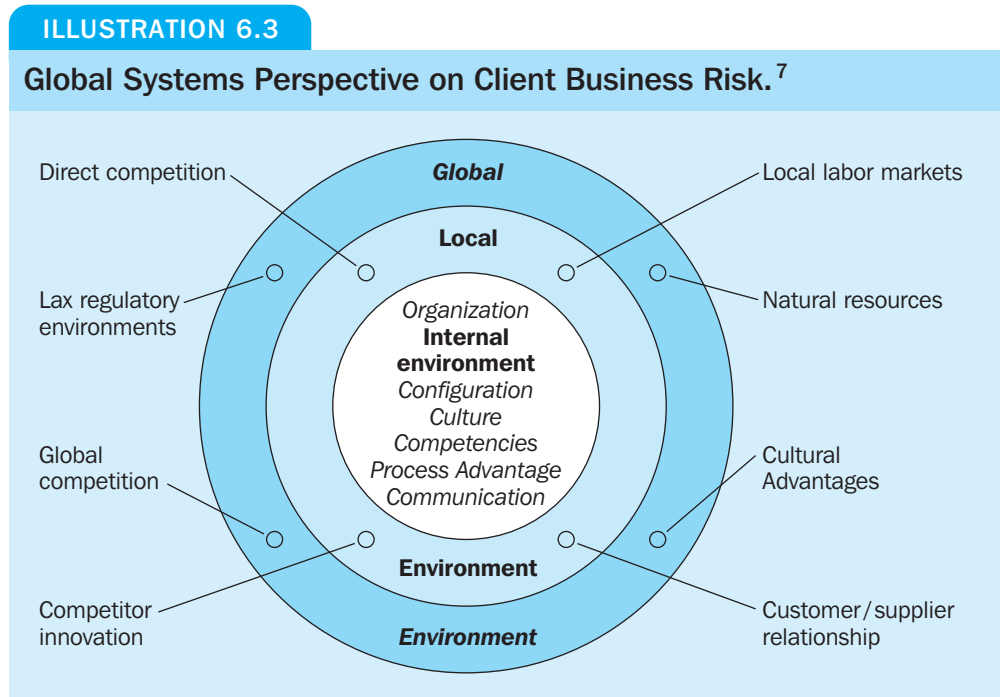 ILLUSTRATION 6.3
Global Systems Perspective on Client Business Risk.7
Direct competition
Global
Local labor markets
Local
Lax regulatory
environments
Natural resources
Organization
Internal
environment
Configuration
Culture
Competencies
Process Advantage
Communication
Global
competition
Cultural
Advantages
Environment
Competitor
innovation
Environment
Customer/supplier
relationship